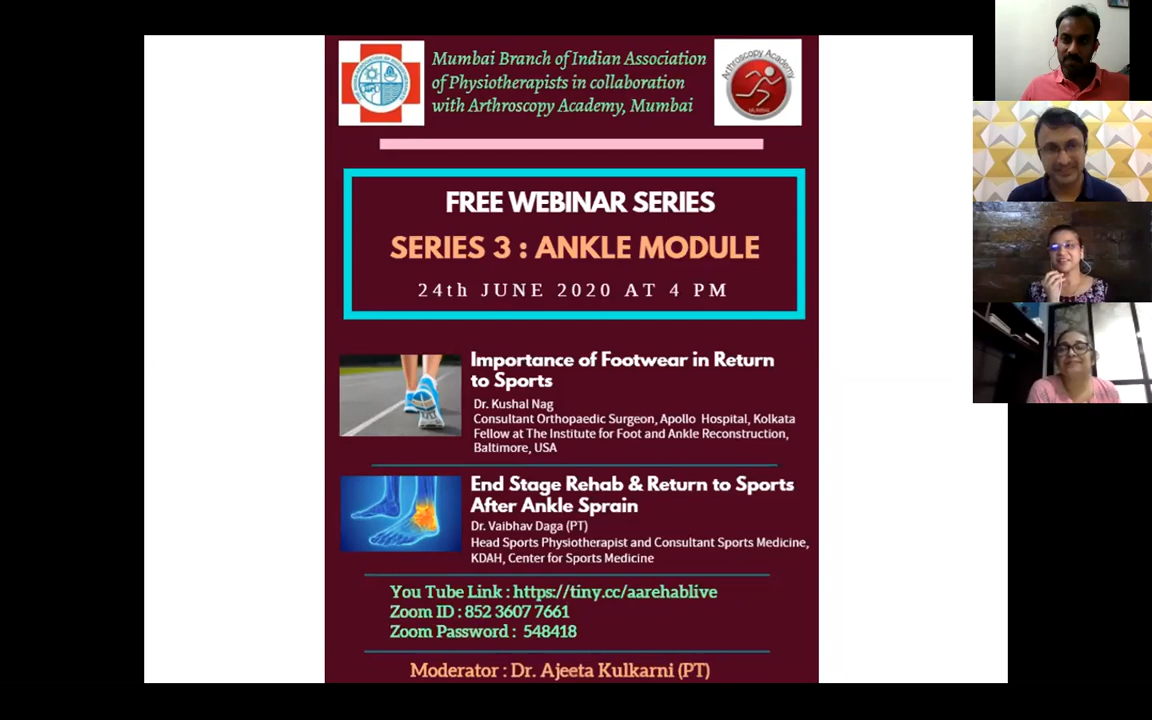 Mumbai Branch of Indian Association
of Physiotherapists in collaboration
with Arthroscopy Academy, Mumbai
Arthroscopy Academy
FREE WEBINAR SERIES
SERIES 3 : ANKLE MODULE
24th JUNE 2020 AT 4 PM
Importance of Footwear in Return
to Sports
Dr. Kushal Nag
Consultant Orthopaedic Surgeon, Apollo Hospital, Kolkata
Fellow at The Institute for Foot and Ankle Reconstruction,
Baltimore, USA
End Stage Rehab & Return to Sports
After Ankle Sprain
Dr. Vaibhav Daga (PT)
Head Sports Physiotherapist and Consultant Sports Medicine,
KDAH, Center for Sports Medicine
You Tube Link : https://tiny.cc/aarehablive
Zoom ID : 852 3607 7661
Zoom Password : 548418
Moderator : Dr. Ajeeta Kulkarni (PT)